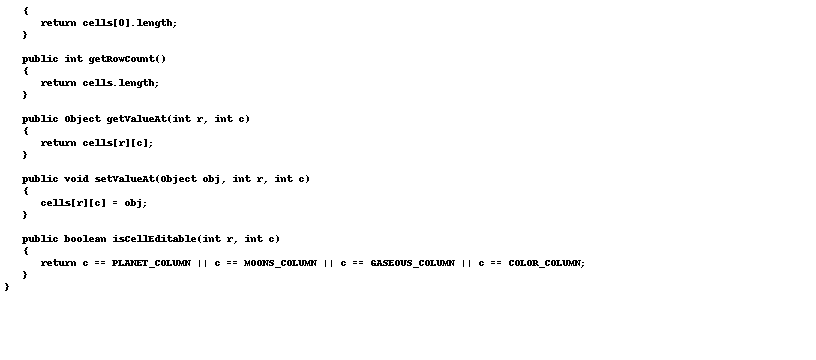 {
return cells[0].length;
}
public int getRowCount()
{
return cells.length;
}
public Object getValueAt(int r, int c)
{
return cells[r][c];
}
public void setValueAt(Object obj, int r, int c)
{
cells[r][c] = obj;
}
public boolean isCellEditable(int r, int c)
{
return c == PLANET_COLUMN || c == MOONS_COLUMN || c == GASEOUS_COLUMN || c == COLOR_COLUMN;
}
}